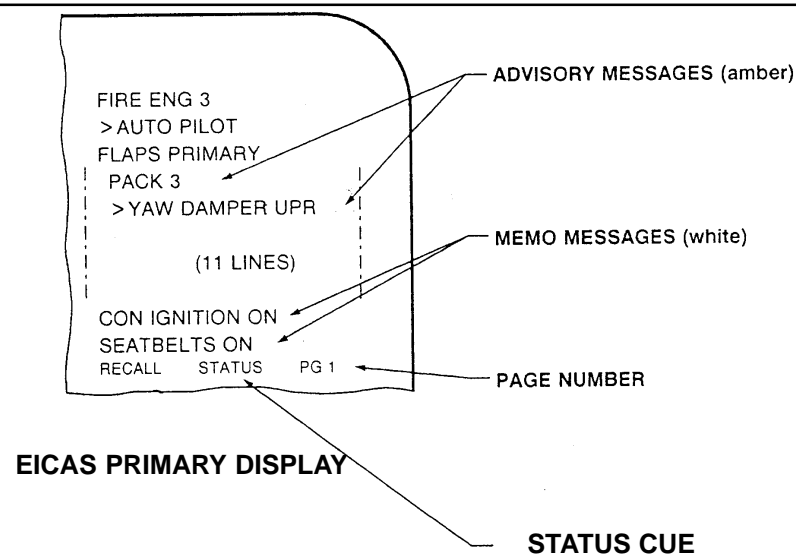 ADVISORY MESSAGES (amber)
FIRE ENG 3
>AUTO PILOT
FLAPS PRIMARY
PACK 3
>YAW DAMPER UPR
MEMO MESSAGES (white)
(11 LINES)
CON IGNITION ON
SEATBELTS ON
RECALL STATUS PG 1
PAGE NUMBER
EICAS PRIMARY DISPLAY
STATUS CUE